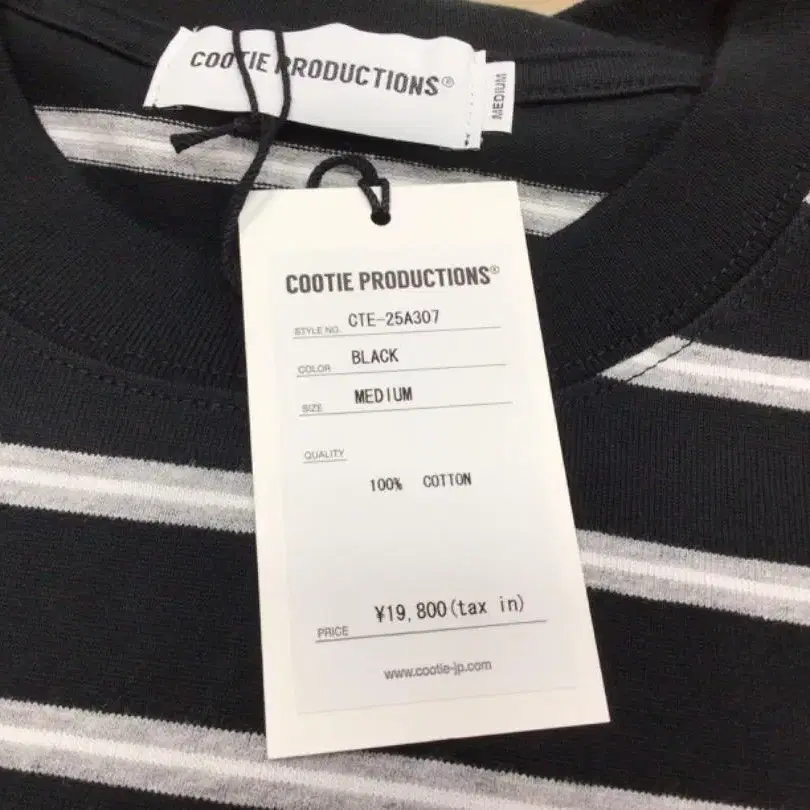 COOTIE PRODUCTIONS®
MEDIUM
COOTIE PRODUCTIONS®
STYLE NO. CTE-25A307
COLOR BLACK
SIZE MEDIUM
QUALITY
100% COTTON
PRICE ¥19,800(tax in)
www.cootie-jp.com